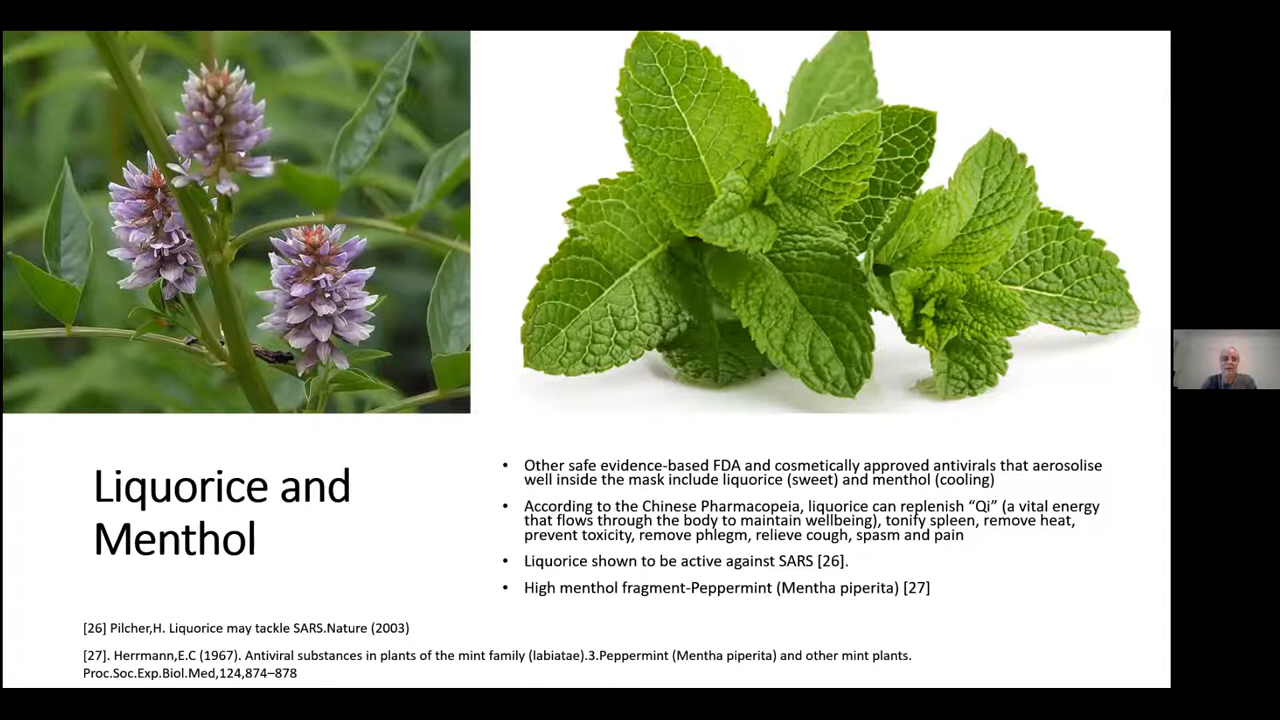 Liquorice and
Menthol
• Other safe evidence-based FDA and cosmetically approved antivirals that aerosolise
well inside the mask include liquorice (sweet) and menthol (cooling)
• According to the Chinese Pharmacopeia, liquorice can replenish “Qi” (a vital energy
that flows through the body to maintain wellbeing), tonify spleen, remove heat,
prevent toxicity, remove phlegm, relieve cough, spasm and pain
• Liquorice shown to be active against SARS [26].
• High menthol fragment-Peppermint (Mentha piperita) [27]
[26] Pilcher,H. Liquorice may tackle SARS.Nature (2003)
[27]. Herrmann,E.C (1967). Antiviral substances in plants of the mint family (labiatae).3.Peppermint (Mentha piperita) and other mint plants.
Proc.Soc.Exp.Biol.Med,124,874–878